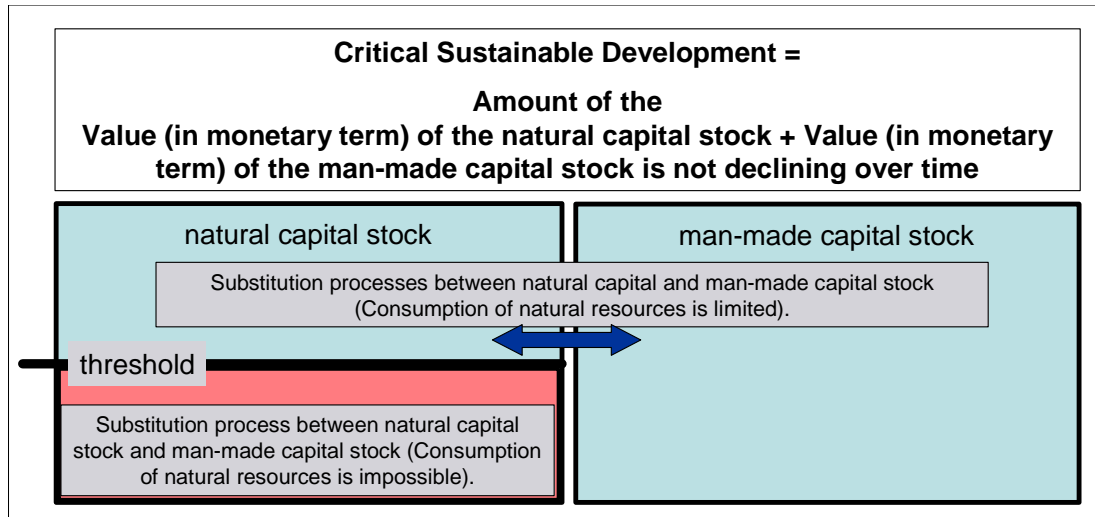 Critical Sustainable Development =
Amount of the
Value (in monetary term) of the natural capital stock + Value (in monetary
term) of the man-made capital stock is not declining over time
natural capital stock
man-made capital stock
Substitution processes between natural capital and man-made capital stock
(Consumption of natural resources is limited).
threshold
Substitution process between natural capital
stock and man-made capital stock (Consumption
of natural resources is impossible).